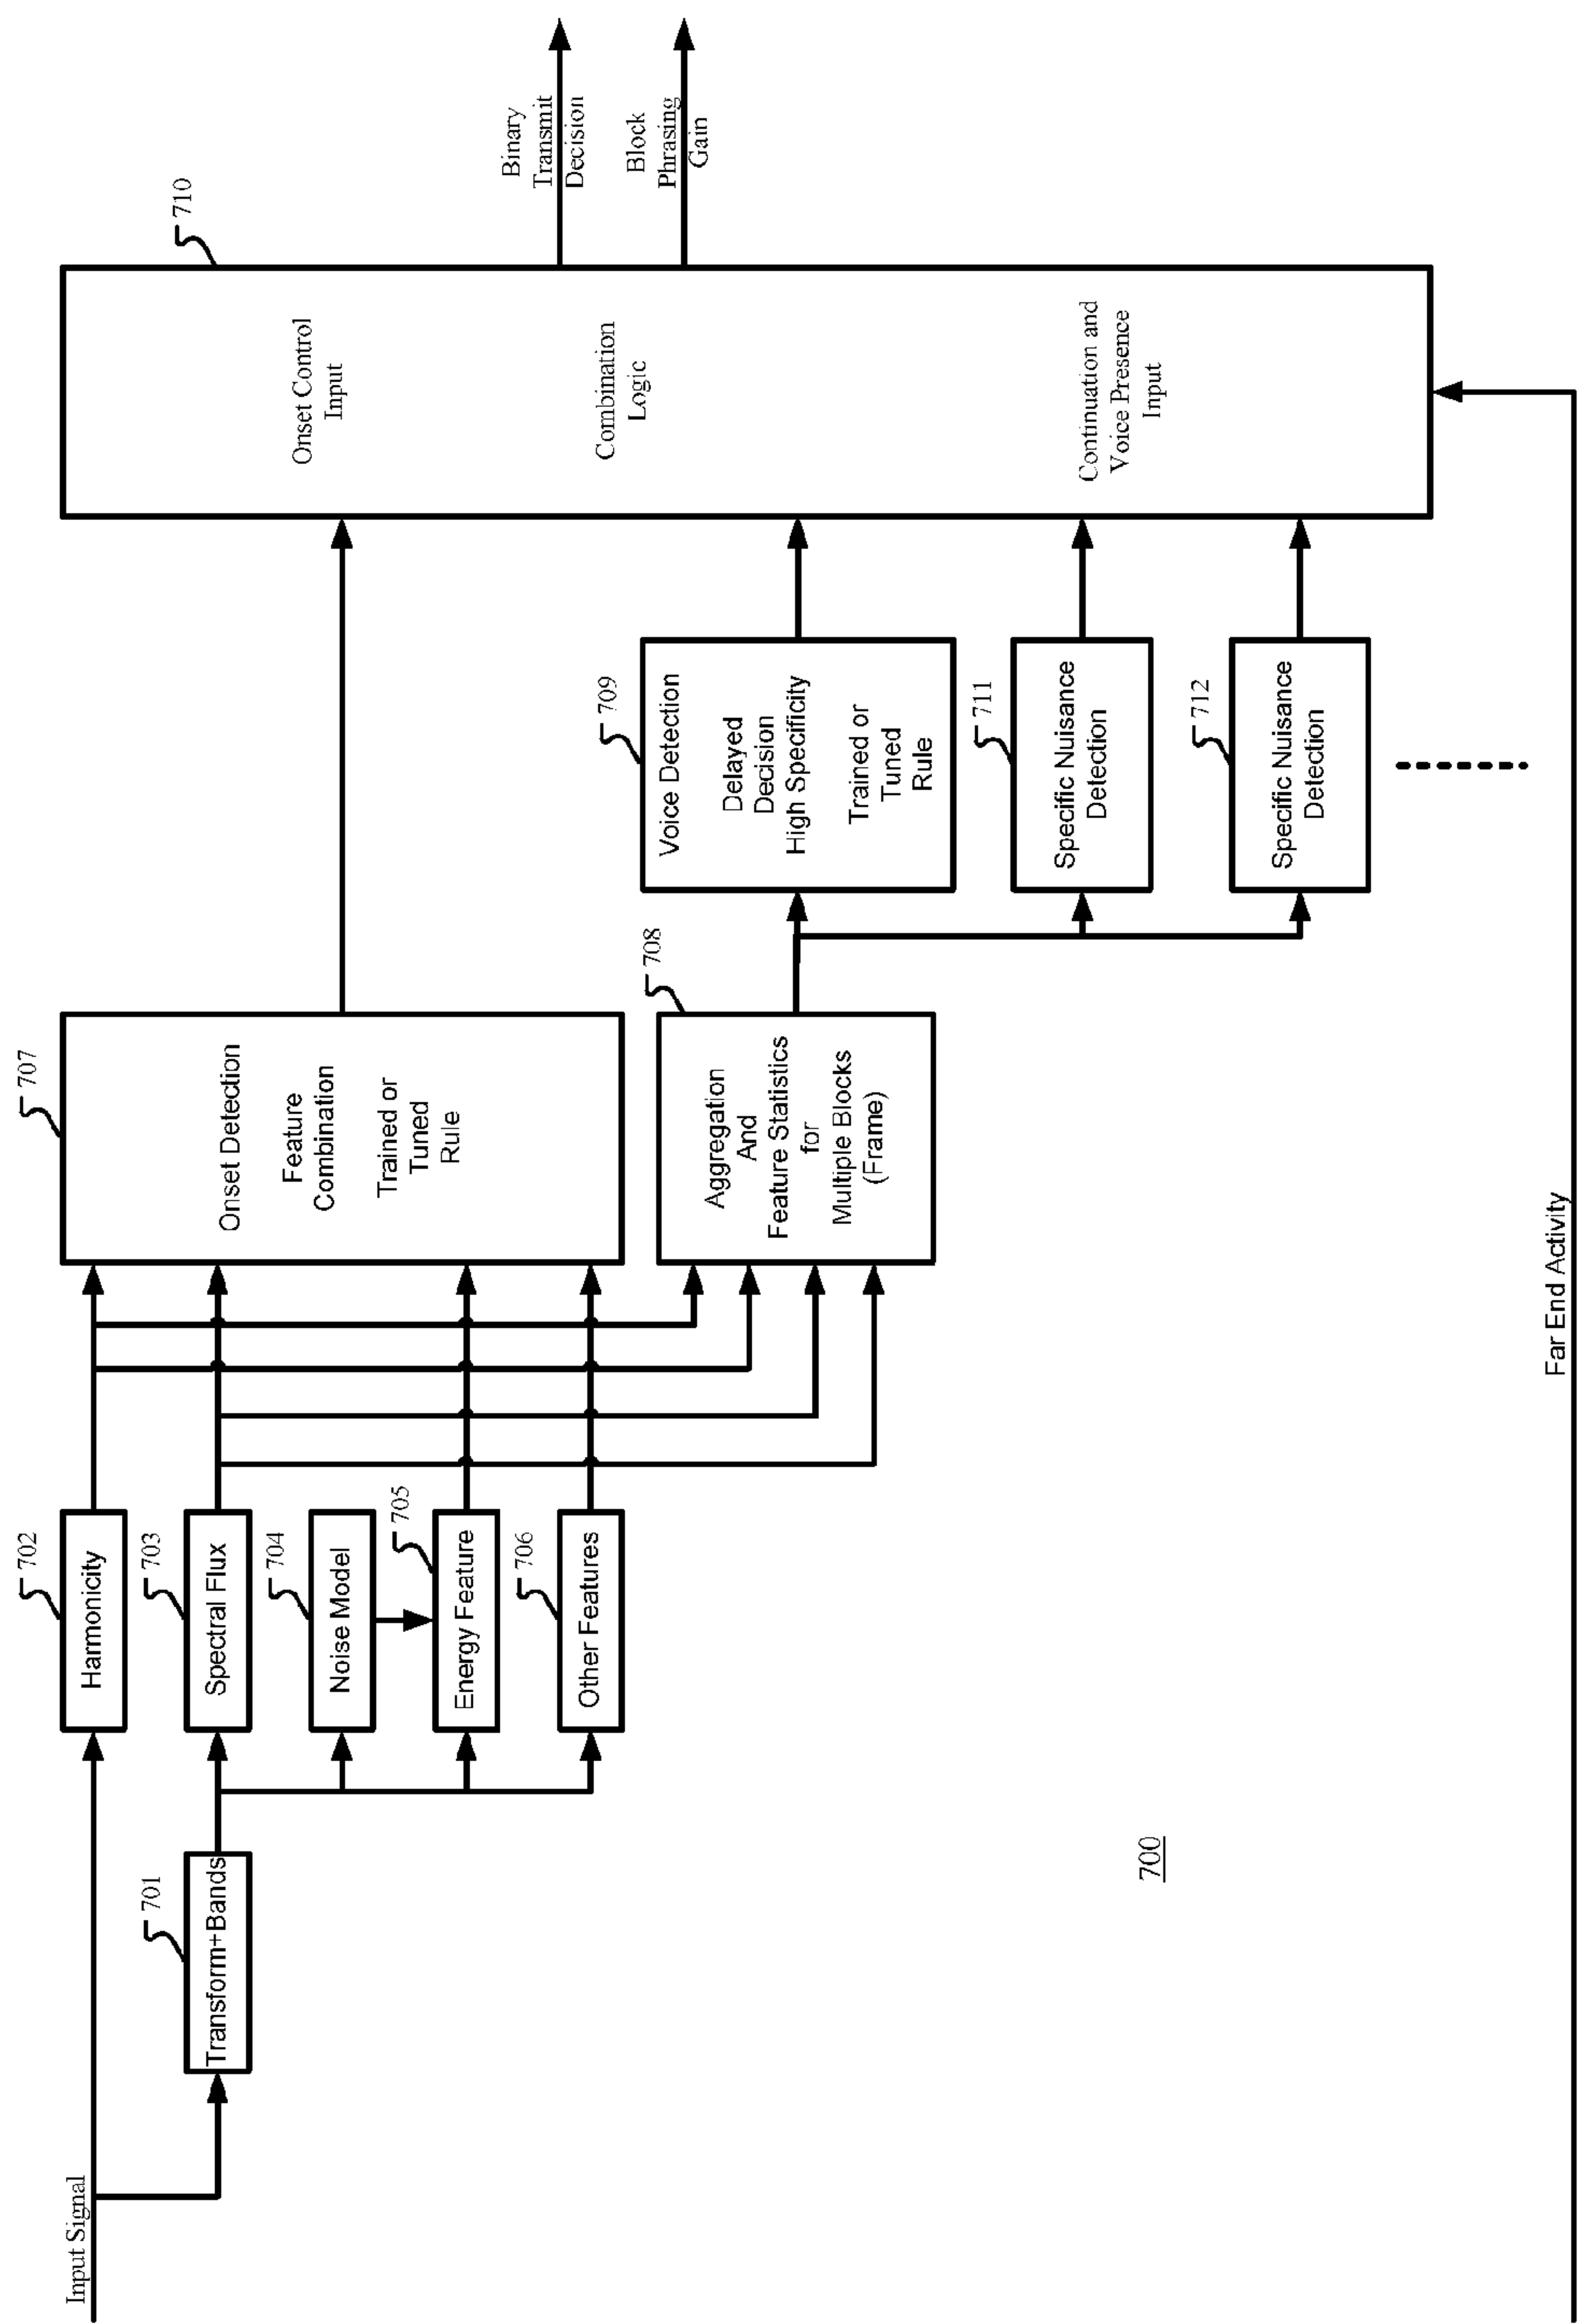 Input Signal
Transform+Bands
701
Harmonicity
702
Spectral Flux
703
Noise Model
704
Energy Feature
705
Other Features
706
Onset Detection
Feature
Combination
Trained or
Tuned
Rule
707
Aggregation
And
Feature Statistics
for
Multiple Blocks
(Frame)
708
Voice Detection
Delayed
Decision
High Specificity
Trained or
Tuned
Rule
709
Specific Nuisance
Detection
711
Specific Nuisance
Detection
712
Onset Control
Input
Combination
Logic
Continuation and
Voice Presence
Input
710
Binary
Transmit
Decision
Block
Phrasing
Gain
Far End Activity
700